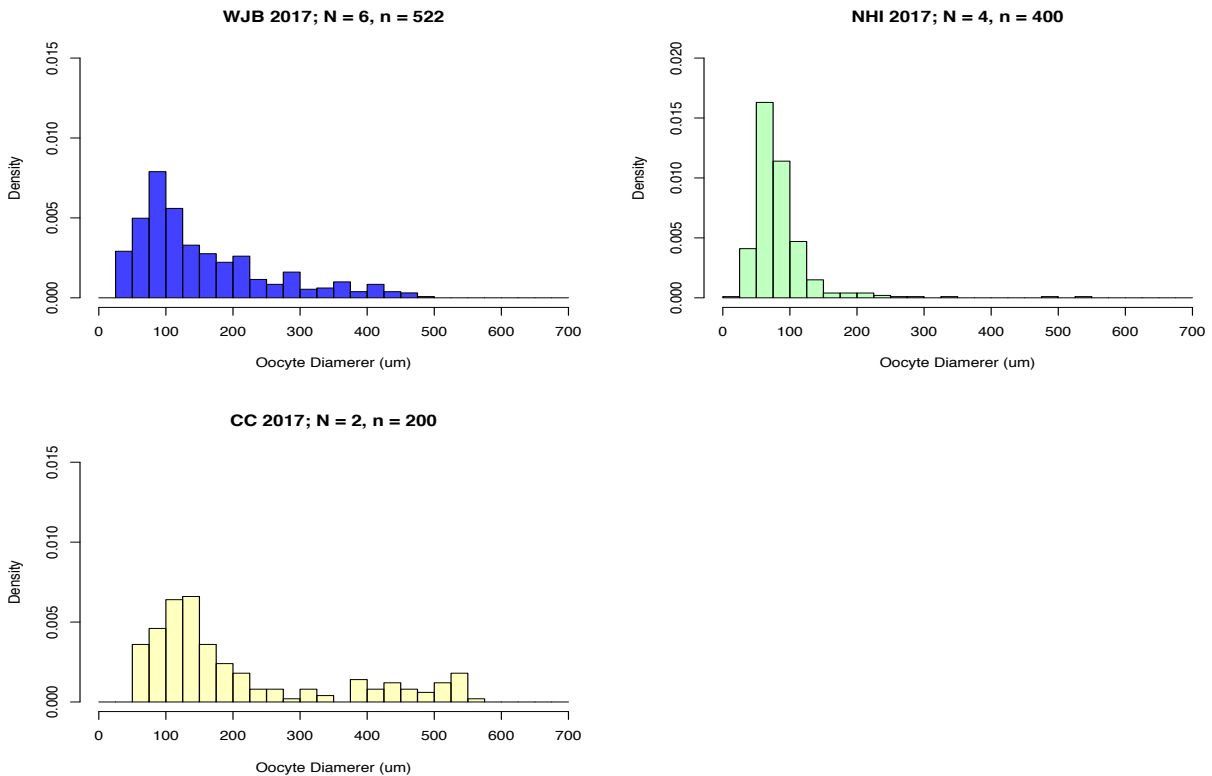 WJB 2017; N = 6, n = 522
Density
0.000 0.005 0.010 0.015
0 100 200 300 400 500 600 700
Oocyte Diamerer (um)
NHI 2017; N = 4, n = 400
Density
0.000 0.005 0.010 0.015 0.020
0 100 200 300 400 500 600 700
Oocyte Diamerer (um)
CC 2017; N = 2, n = 200
Density
0.000 0.005 0.010 0.015
0 100 200 300 400 500 600 700
Oocyte Diamerer (um)